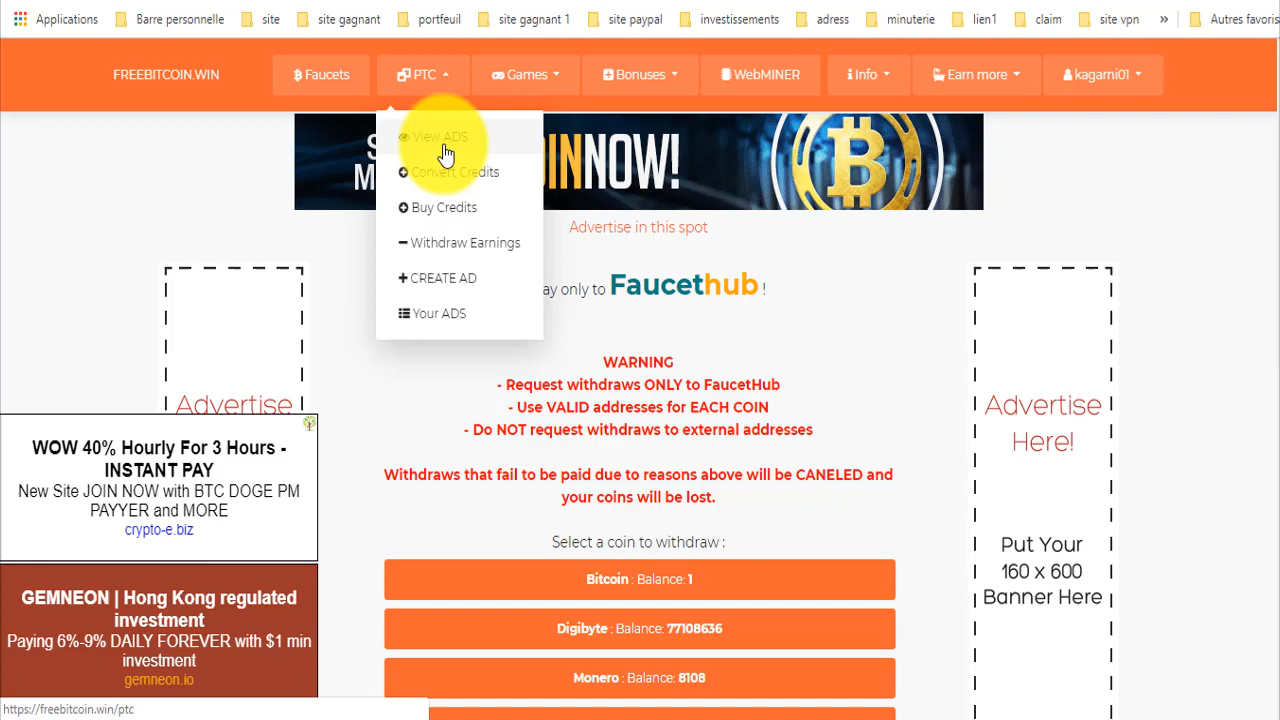 Applications Barre personnelle site site gagnant portfeuil site gagnant 1 site paypal investissements adress minuterie lien1 claim site vpn » Autres favoris
FREEBITCOIN.WIN Faucets PTC Games Bonuses WebMINER Info Earn more kagarni01
View ADS
Convert Credits
Buy Credits
Withdraw Earnings
CREATE AD
Your ADS
NOW!
Advertise in this spot
ay only to Faucethub !
WARNING
- Request withdraws ONLY to FaucetHub
- Use VALID addresses for EACH COIN
- Do NOT request withdraws to external addresses
Withdraws that fail to be paid due to reasons above will be CANELED and
your coins will be lost.
Select a coin to withdraw :
Bitcoin : Balance: 1
Digibyte : Balance: 77108636
Monero : Balance: 8108
Advertise
WOW 40% Hourly For 3 Hours -
INSTANT PAY
New Site JOIN NOW with BTC DOGE PM
PAYYER and MORE
crypto-e.biz
GEMNEON | Hong Kong regulated
investment
Paying 6%-9% DAILY FOREVER with $1 min
investment
gemneon.io
Advertise
Here!
Put Your
160 x 600
Banner Here
https://freebitcoin.win/ptc